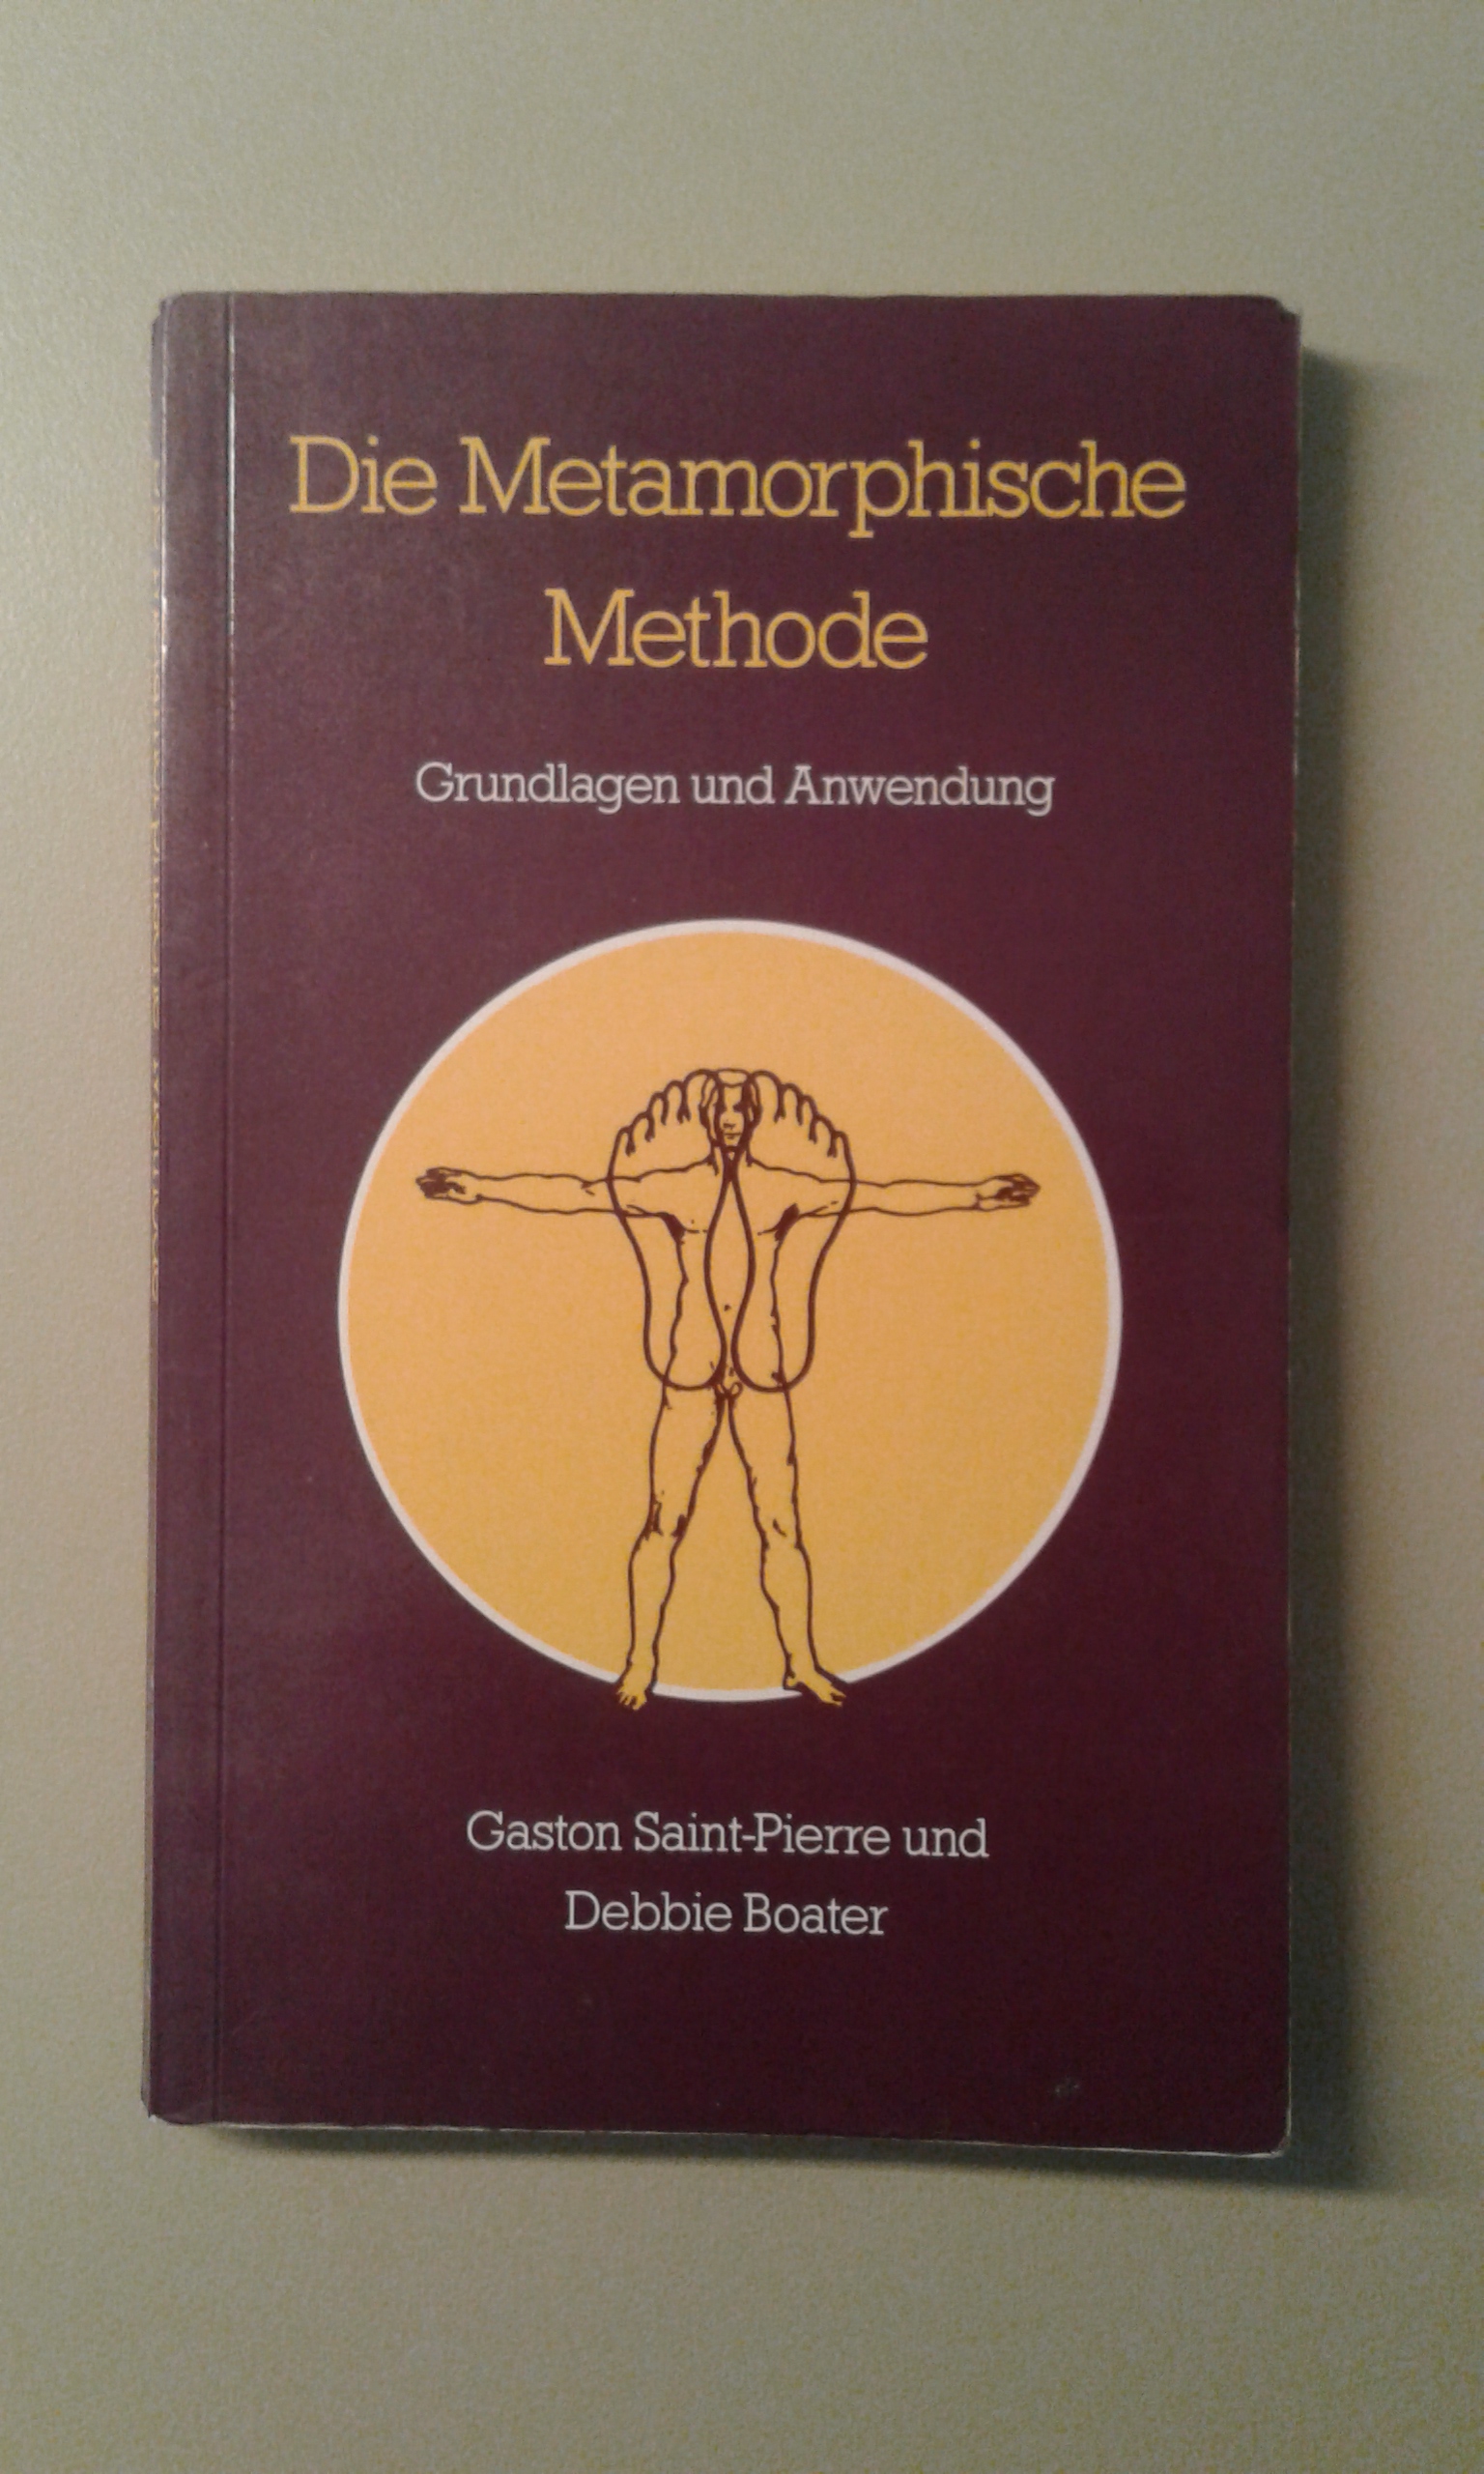 Die Metamorphische
Methode
Grundlagen und Anwendung
Gaston Saint-Pierre und
Debbie Boater